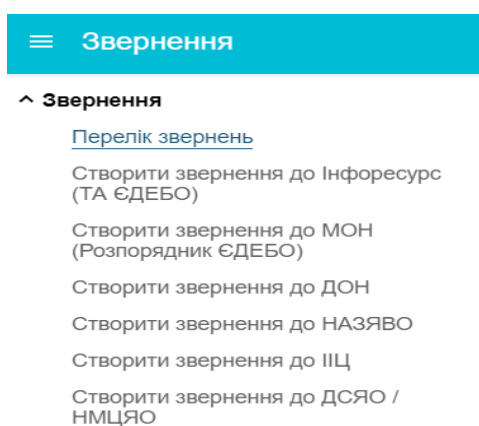 Звернення
Звернення
Перелік звернень
Створити звернення до Інфоресурс
(ТА ЄДЕБО)
Створити звернення до МОН
(Розпорядник ЄДЕБО)
Створити звернення до ДОН
Створити звернення до НАЗЯВО
Створити звернення до ІІЦ
Створити звернення до ДСЯО /
НМЦЯО